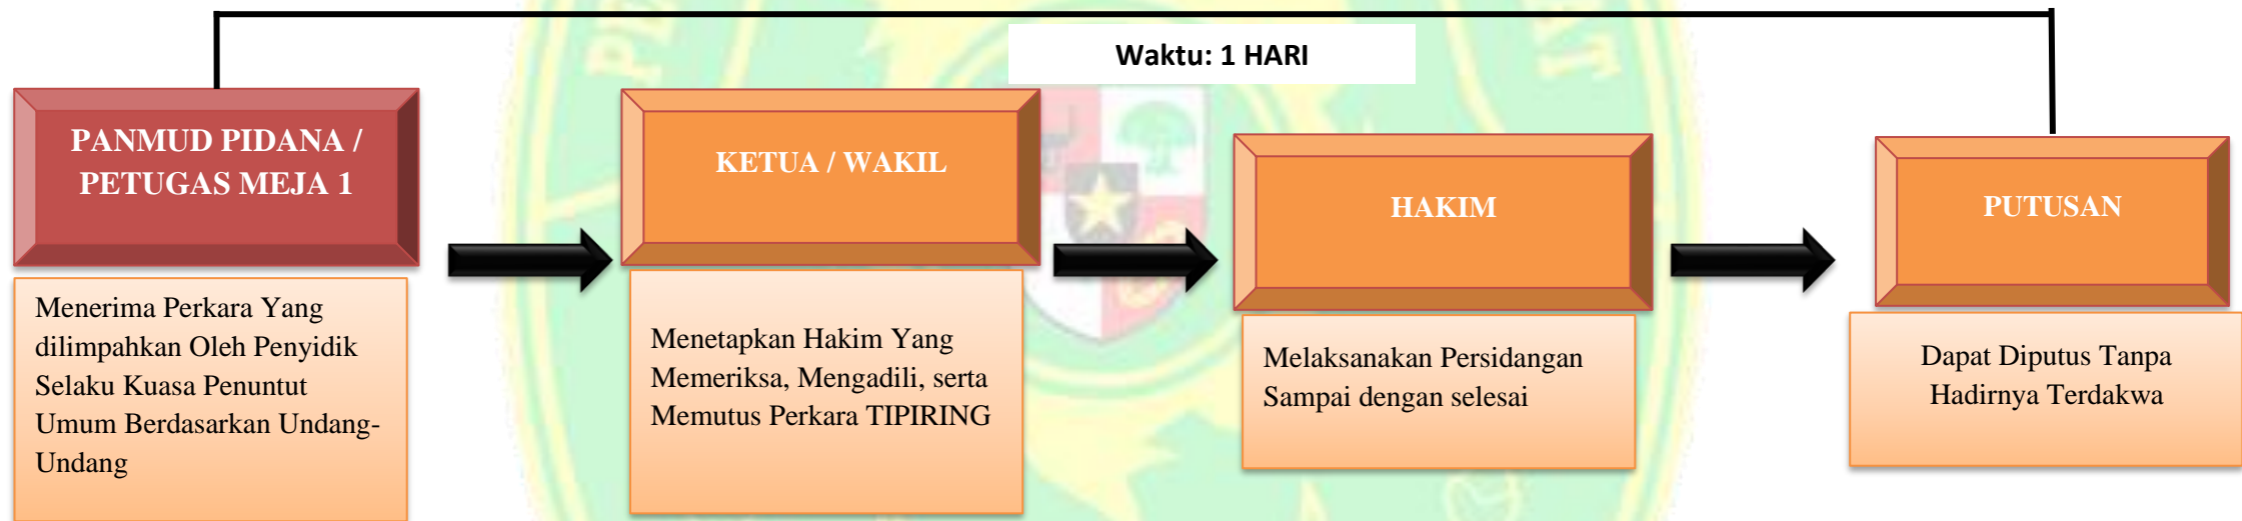 Waktu: 1 HARI
PANMUD PIDANA /
PETUGAS MEJA 1
Menerima Perkara Yang
dilimpahkan Oleh Penyidik
Selaku Kuasa Penuntut
Umum Berdasarkan Undang-
Undang
KETUA / WAKIL
Menetapkan Hakim Yang
Memeriksa, Mengadili, serta
Memutus Perkara TIPIRING
HAKIM
Melaksanakan Persidangan
Sampai dengan selesai
PUTUSAN
Dapat Diputus Tanpa
Hadirnya Terdakwa